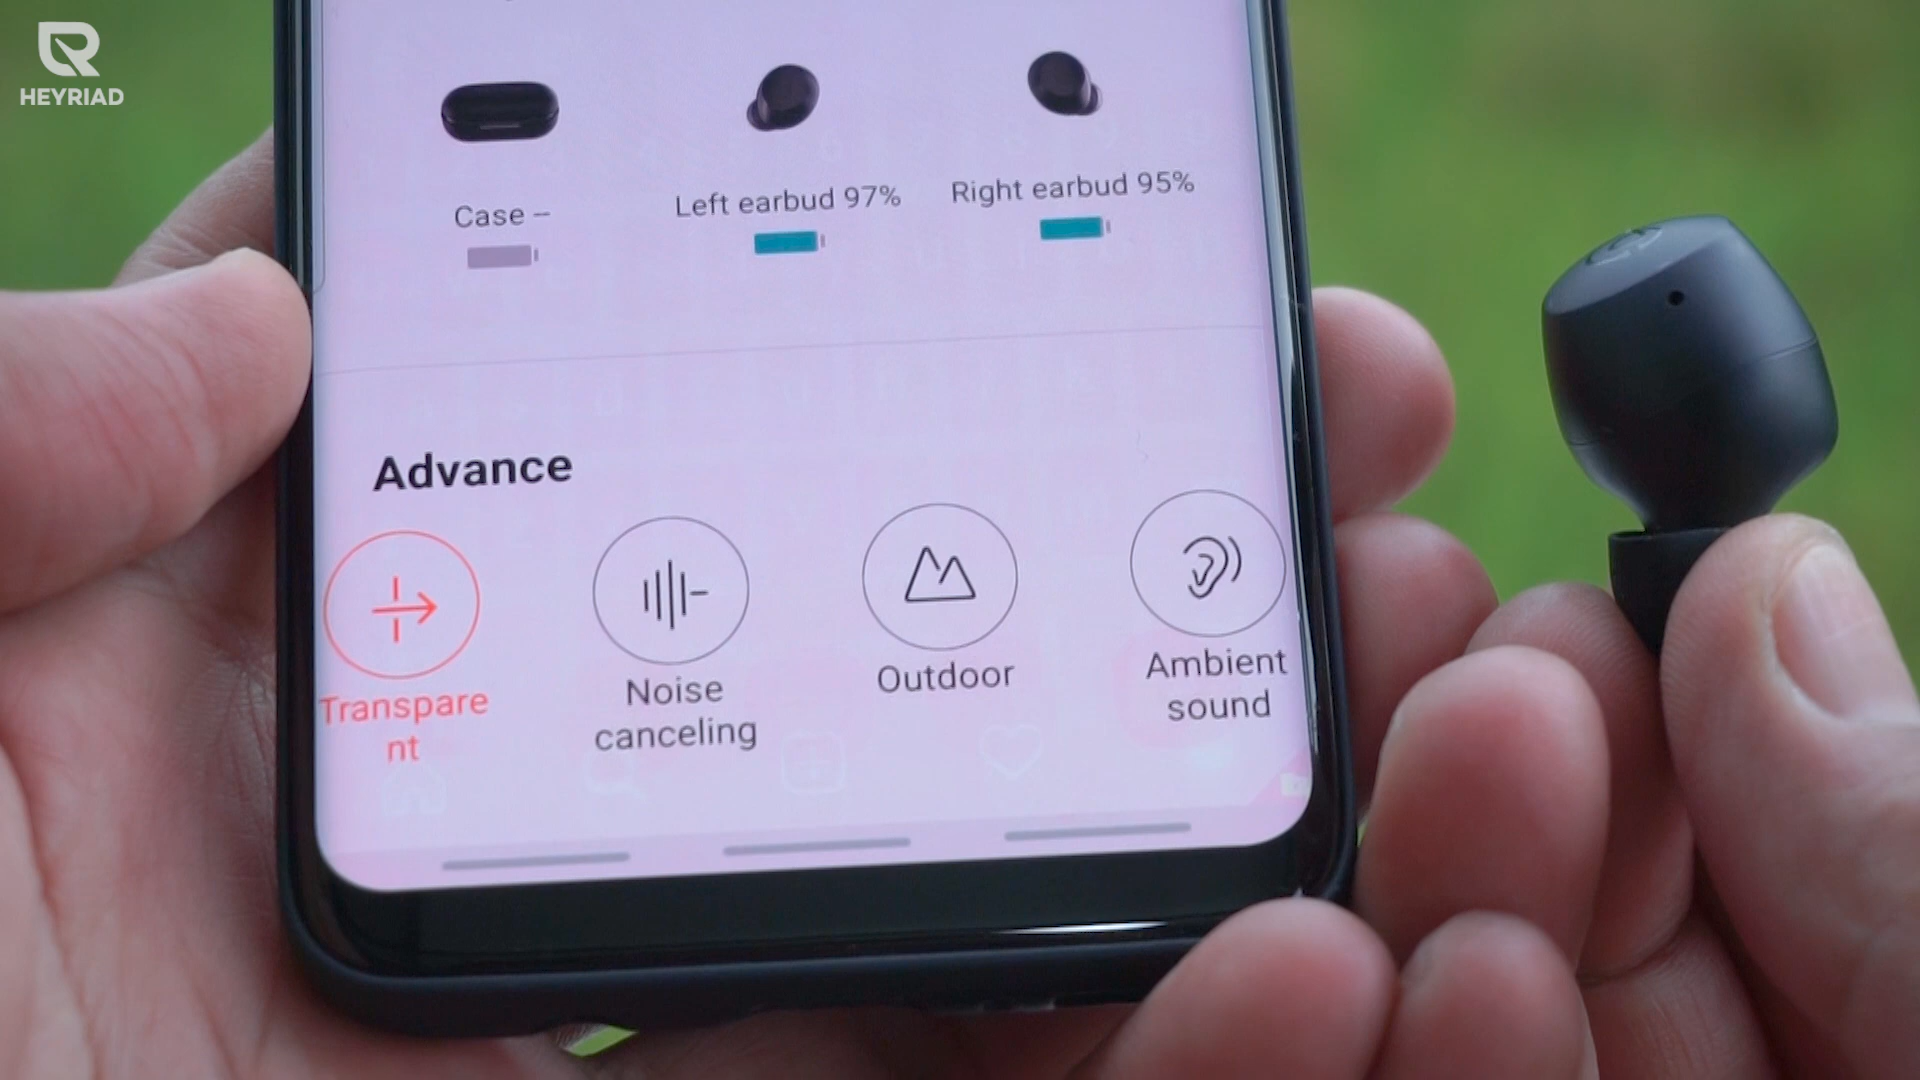 HEYRIAD
Case –
Left earbud 97%
Right earbud 95%
Advance
Transpare
nt
Noise
canceling
Outdoor
Ambient
sound